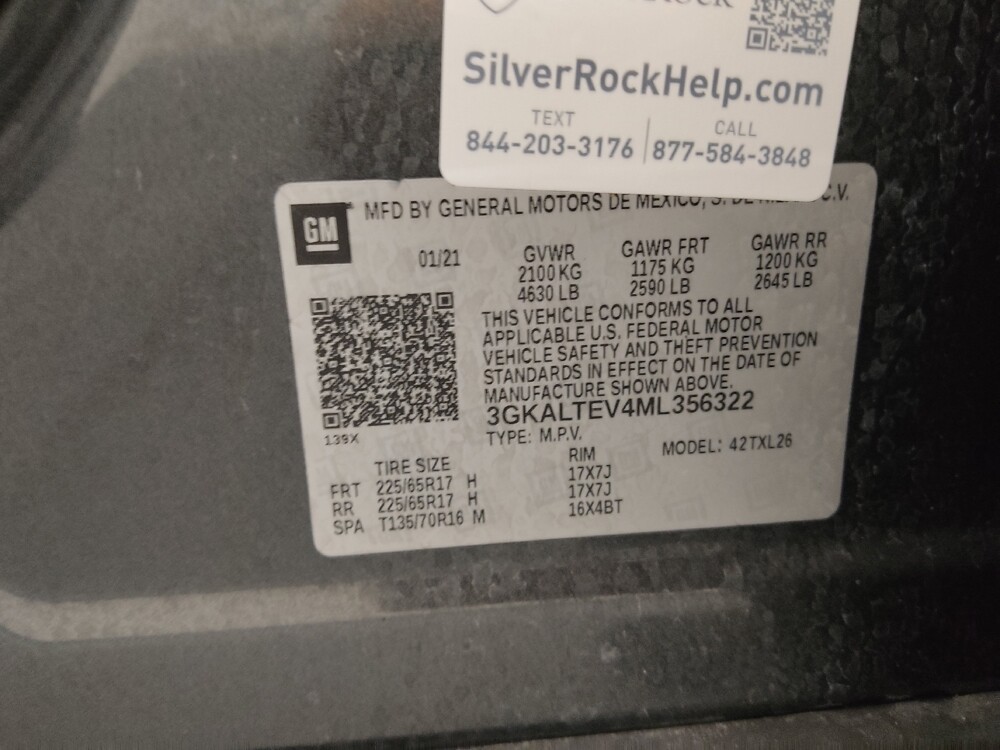 SilverRockHelp.com
TEXT
844-203-3176
CALL
877-584-3848
GM
MFD BY GENERAL MOTORS DE MEXICO, S. DE C.V.
01/21
GVWR
2100 KG
4630 LB
GAWR FRT
1175 KG
2590 LB
GAWR RR
1200 KG
2645 LB
THIS VEHICLE CONFORMS TO ALL
APPLICABLE U.S. FEDERAL MOTOR
VEHICLE SAFETY AND THEFT PREVENTION
STANDARDS IN EFFECT ON THE DATE OF
MANUFACTURE SHOWN ABOVE.
3GKALTEV4ML356322
139X
TYPE: M.P.V.
MODEL: 42TXL26
TIRE SIZE RIM
FRT 225/65R17 H 17X7J
RR 225/65R17 H 17X7J
SPA T135/70R16 M 16X4BT